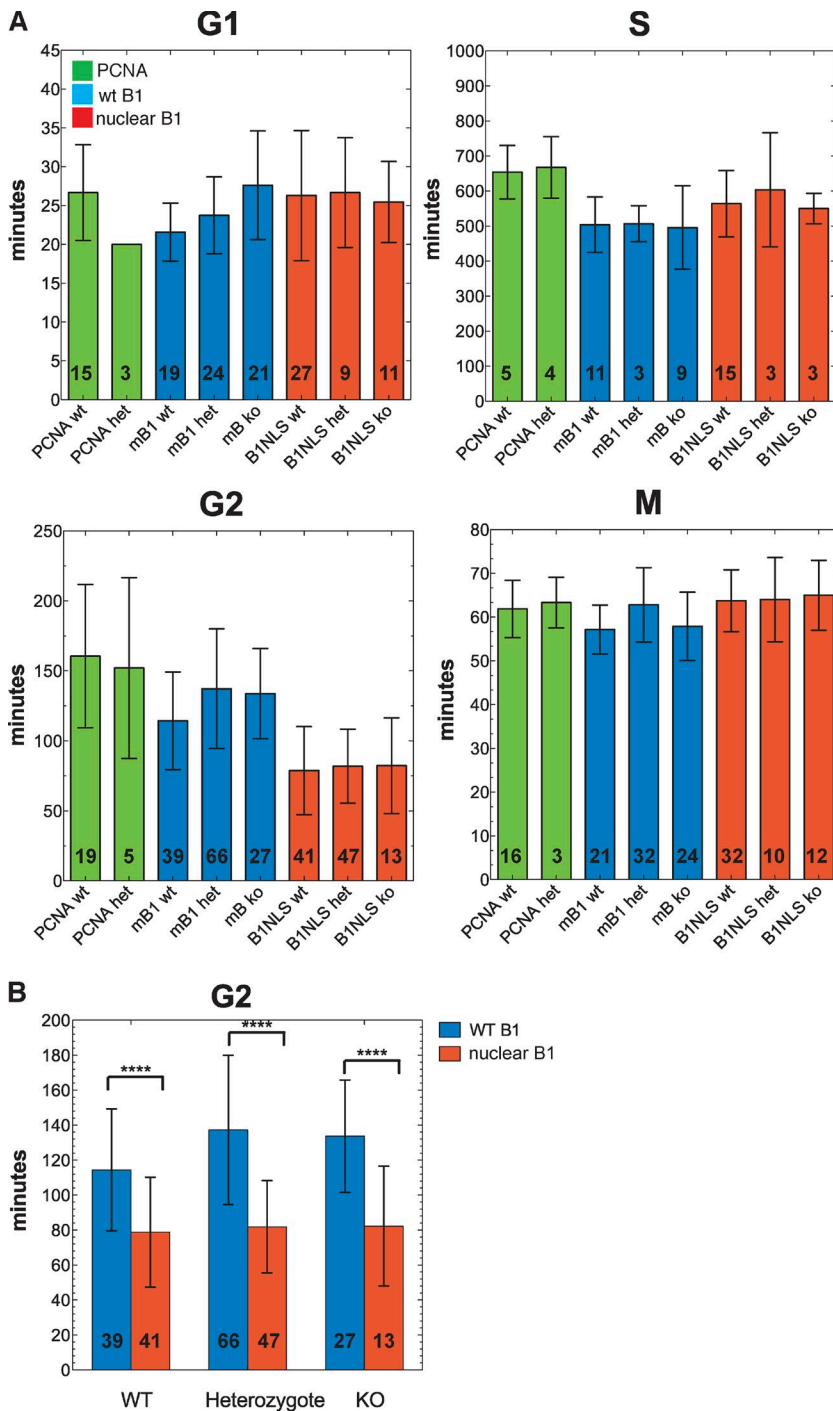 A
G1
45
40
35
30
25
20
15
10
5
0
minutes
PCNA
wt B1
nuclear B1
15
3
19
24
21
27
9
11
PCNA wt
PCNA het
mB1 wt
mB1 het
mB ko
B1NLS wt
B1NLS het
B1NLS ko
S
1000
900
800
700
600
500
400
300
200
100
0
minutes
5
4
11
3
9
15
3
3
PCNA wt
PCNA het
mB1 wt
mB1 het
mB ko
B1NLS wt
B1NLS het
B1NLS ko
G2
250
200
150
100
50
0
minutes
19
5
39
66
27
41
47
13
PCNA wt
PCNA het
mB1 wt
mB1 het
mB ko
B1NLS wt
B1NLS het
B1NLS ko
M
80
70
60
50
40
30
20
10
0
minutes
16
3
21
32
24
32
10
12
PCNA wt
PCNA het
mB1 wt
mB1 het
mB ko
B1NLS wt
B1NLS het
B1NLS ko
B
G2
200
180
160
140
120
100
80
60
40
20
0
minutes
WT B1
nuclear B1
****
****
****
39
41
66
47
27
13
WT
Heterozygote
KO